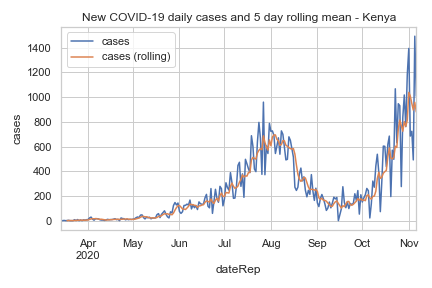 New COVID-19 daily cases and 5 day rolling mean - Kenya
cases
cases (rolling)
cases
1400
1200
1000
800
600
400
200
0
Apr May Jun Jul Aug Sep Oct Nov
2020
dateRep